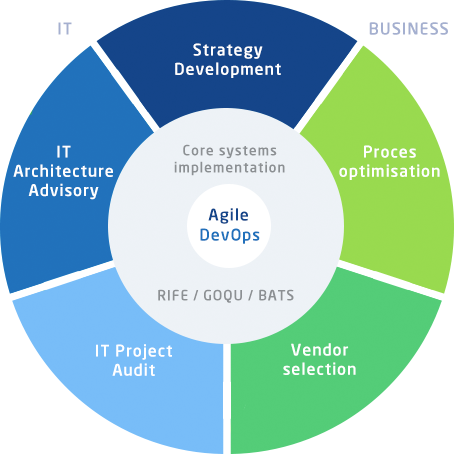 IT
BUSINESS
Strategy
Development
IT
Architecture
Advisory
Core systems
implementation
Proces
optimisation
Agile
DevOps
RIFE / GOQU / BATS
IT Project
Audit
Vendor
selection